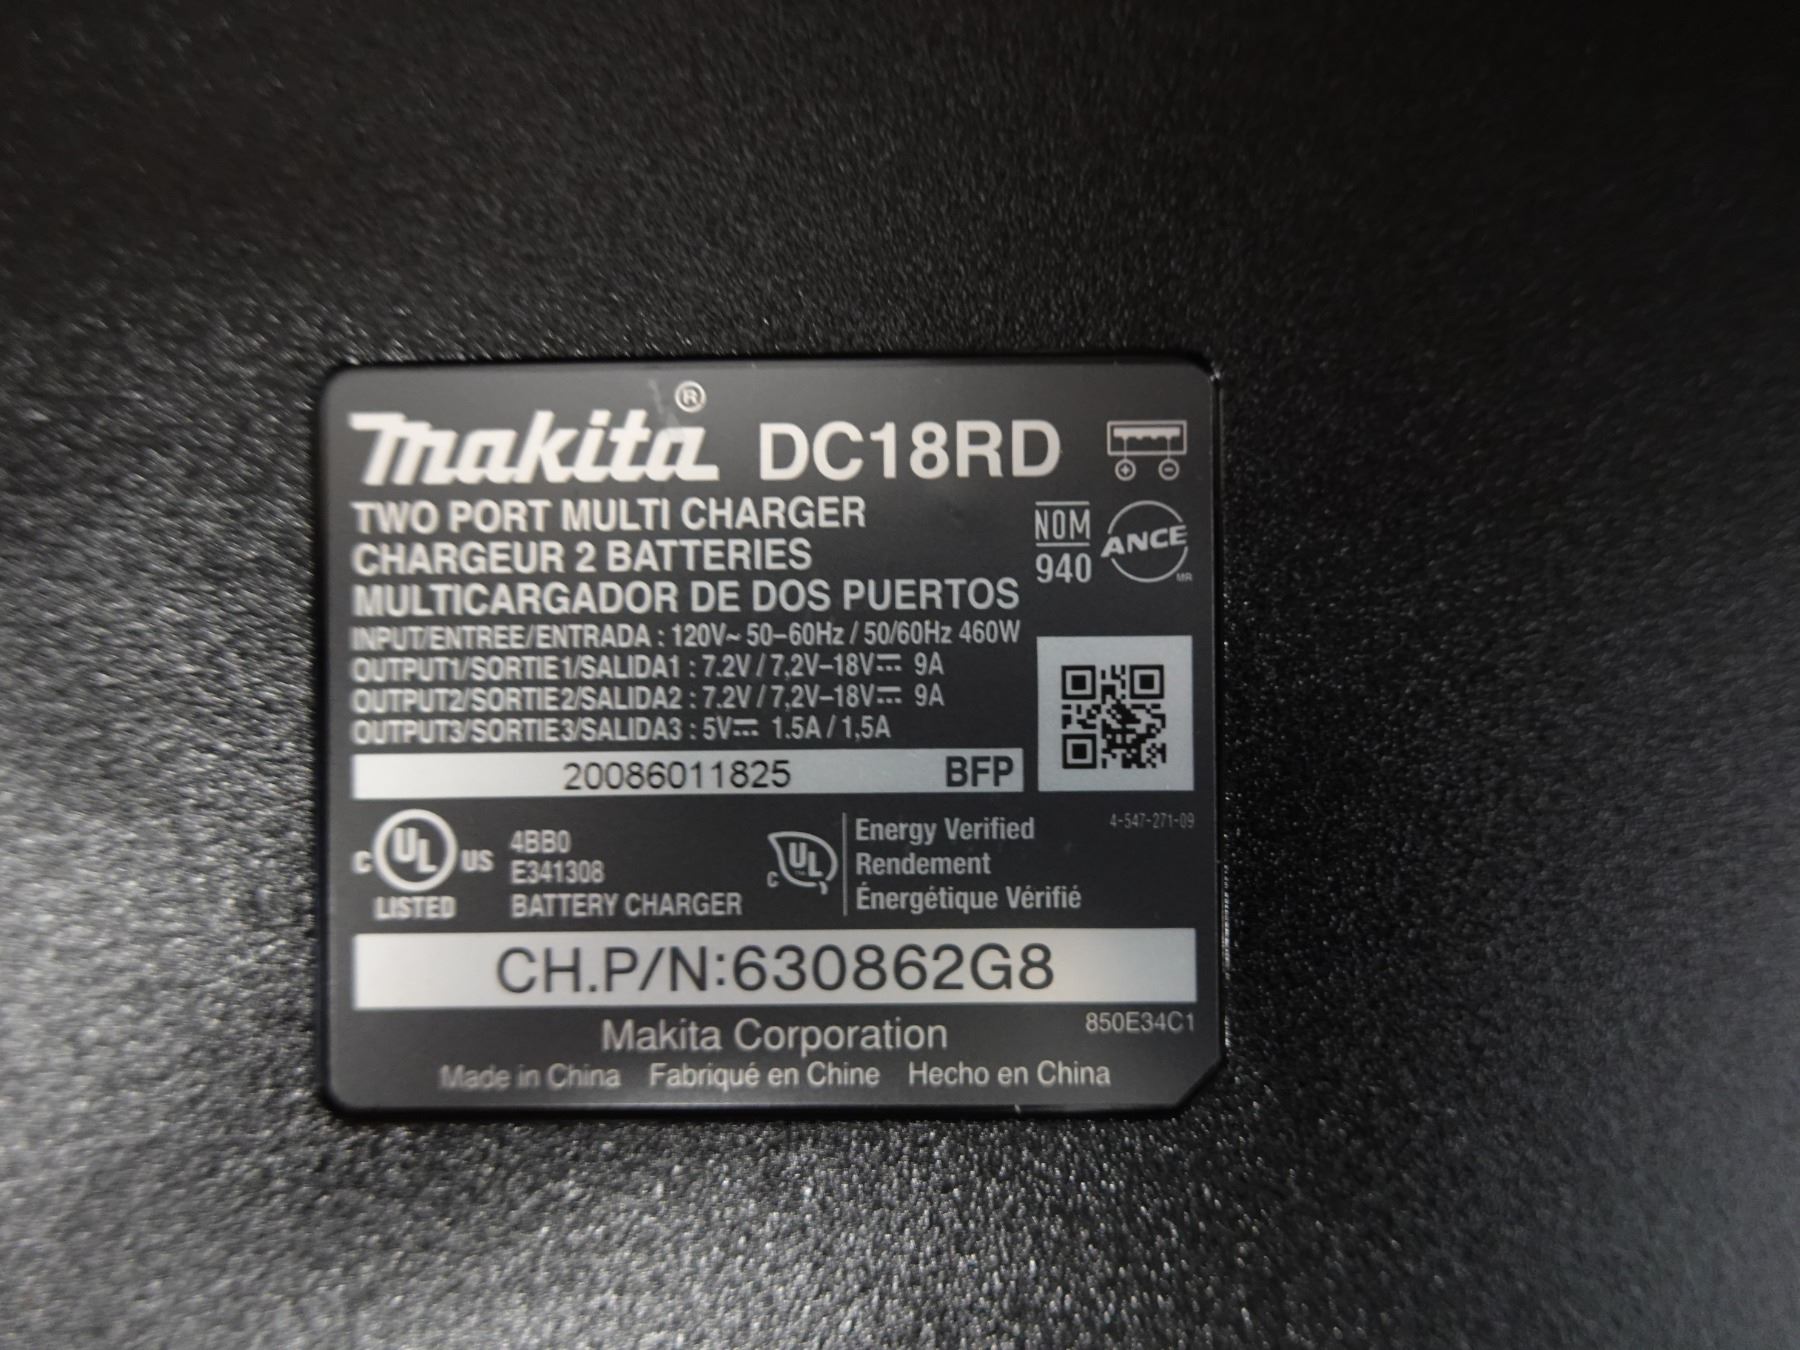 makita® DC18RD
TWO PORT MULTI CHARGER
CHARGEUR 2 BATTERIES
MULTICARGADOR DE DOS PUERTOS
NOM
940
ANCE
MR
INPUT/ENTREE/ENTRADA : 120V~ 50–60Hz / 50/60Hz 460W
OUTPUT1/SORTIE1/SALIDA1 : 7.2V / 7,2V–18V⎓ 9A
OUTPUT2/SORTIE2/SALIDA2 : 7.2V / 7,2V–18V⎓ 9A
OUTPUT3/SORTIE3/SALIDA3 : 5V⎓ 1.5A / 1,5A
20086011825 BFP
4-547-271-09
C UL US
LISTED
4BB0
E341308
BATTERY CHARGER
C UL
Energy Verified
Rendement
Énergétique Vérifié
CH.P/N:630862G8
Makita Corporation
850E34C1
Made in China Fabriqué en Chine Hecho en China